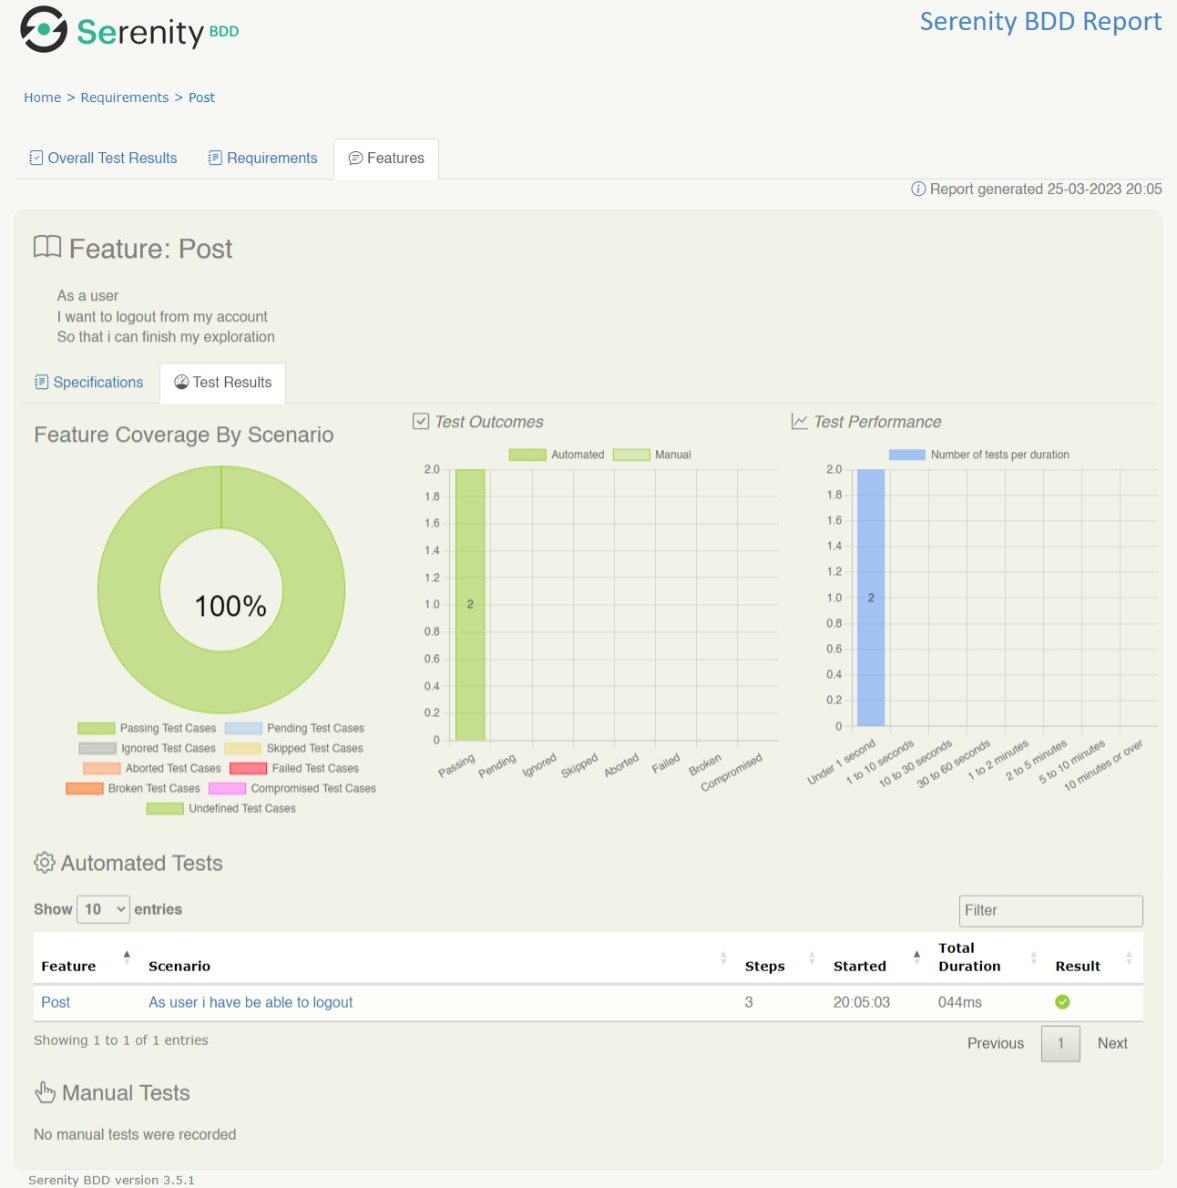 Serenity BDD
Serenity BDD Report
Home > Requirements > Post
Overall Test Results
Requirements
Features
Report generated 25-03-2023 20:05
Feature: Post
As a user
I want to logout from my account
So that i can finish my exploration
Specifications
Test Results
Feature Coverage By Scenario
100%
Passing Test Cases
Pending Test Cases
Ignored Test Cases
Skipped Test Cases
Aborted Test Cases
Failed Test Cases
Broken Test Cases
Compromised Test Cases
Undefined Test Cases
Test Outcomes
Automated
Manual
2.0
1.8
1.6
1.4
1.2
1.0
0.8
0.6
0.4
0.2
0
2
Passing
Pending
Ignored
Skipped
Aborted
Failed
Broken
Compromised
Test Performance
Number of tests per duration
2.0
1.8
1.6
1.4
1.2
1.0
0.8
0.6
0.4
0.2
0
2
Under 1 second
1 to 10 seconds
10 to 30 seconds
30 to 60 seconds
1 to 2 minutes
2 to 5 minutes
5 to 10 minutes
10 minutes or over
Automated Tests
Show 10 entries
Filter
Feature Scenario Steps Started Total Duration Result
Post As user i have be able to logout 3 20:05:03 044ms
Showing 1 to 1 of 1 entries
Previous 1 Next
Manual Tests
No manual tests were recorded
Serenity BDD version 3.5.1